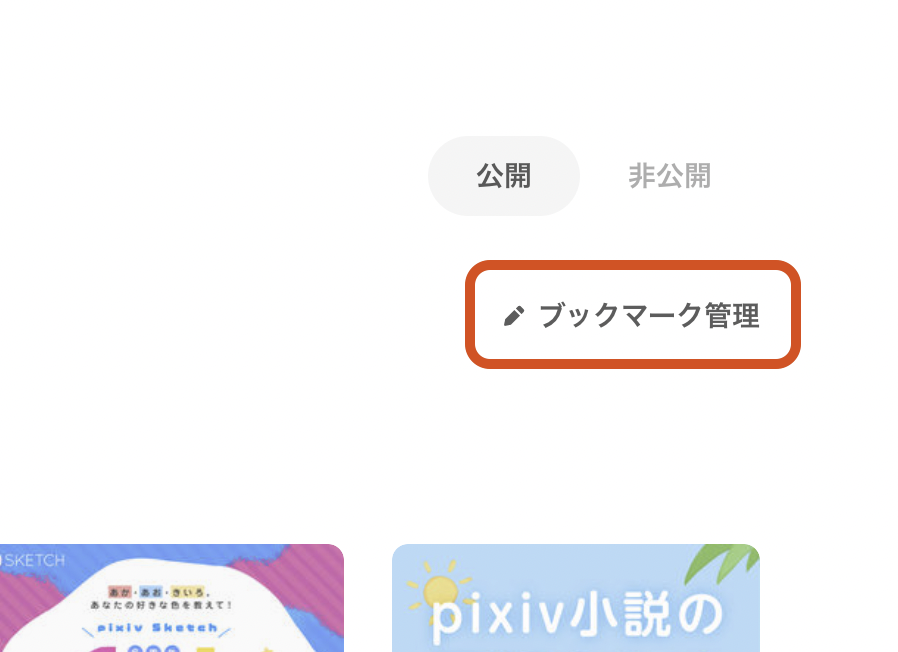 公開
非公開
ブックマーク管理
SKETCH
あか・あお・きいろ。
あなたの好きな色を教えて!
pixiv Sketch
pixiv小説の